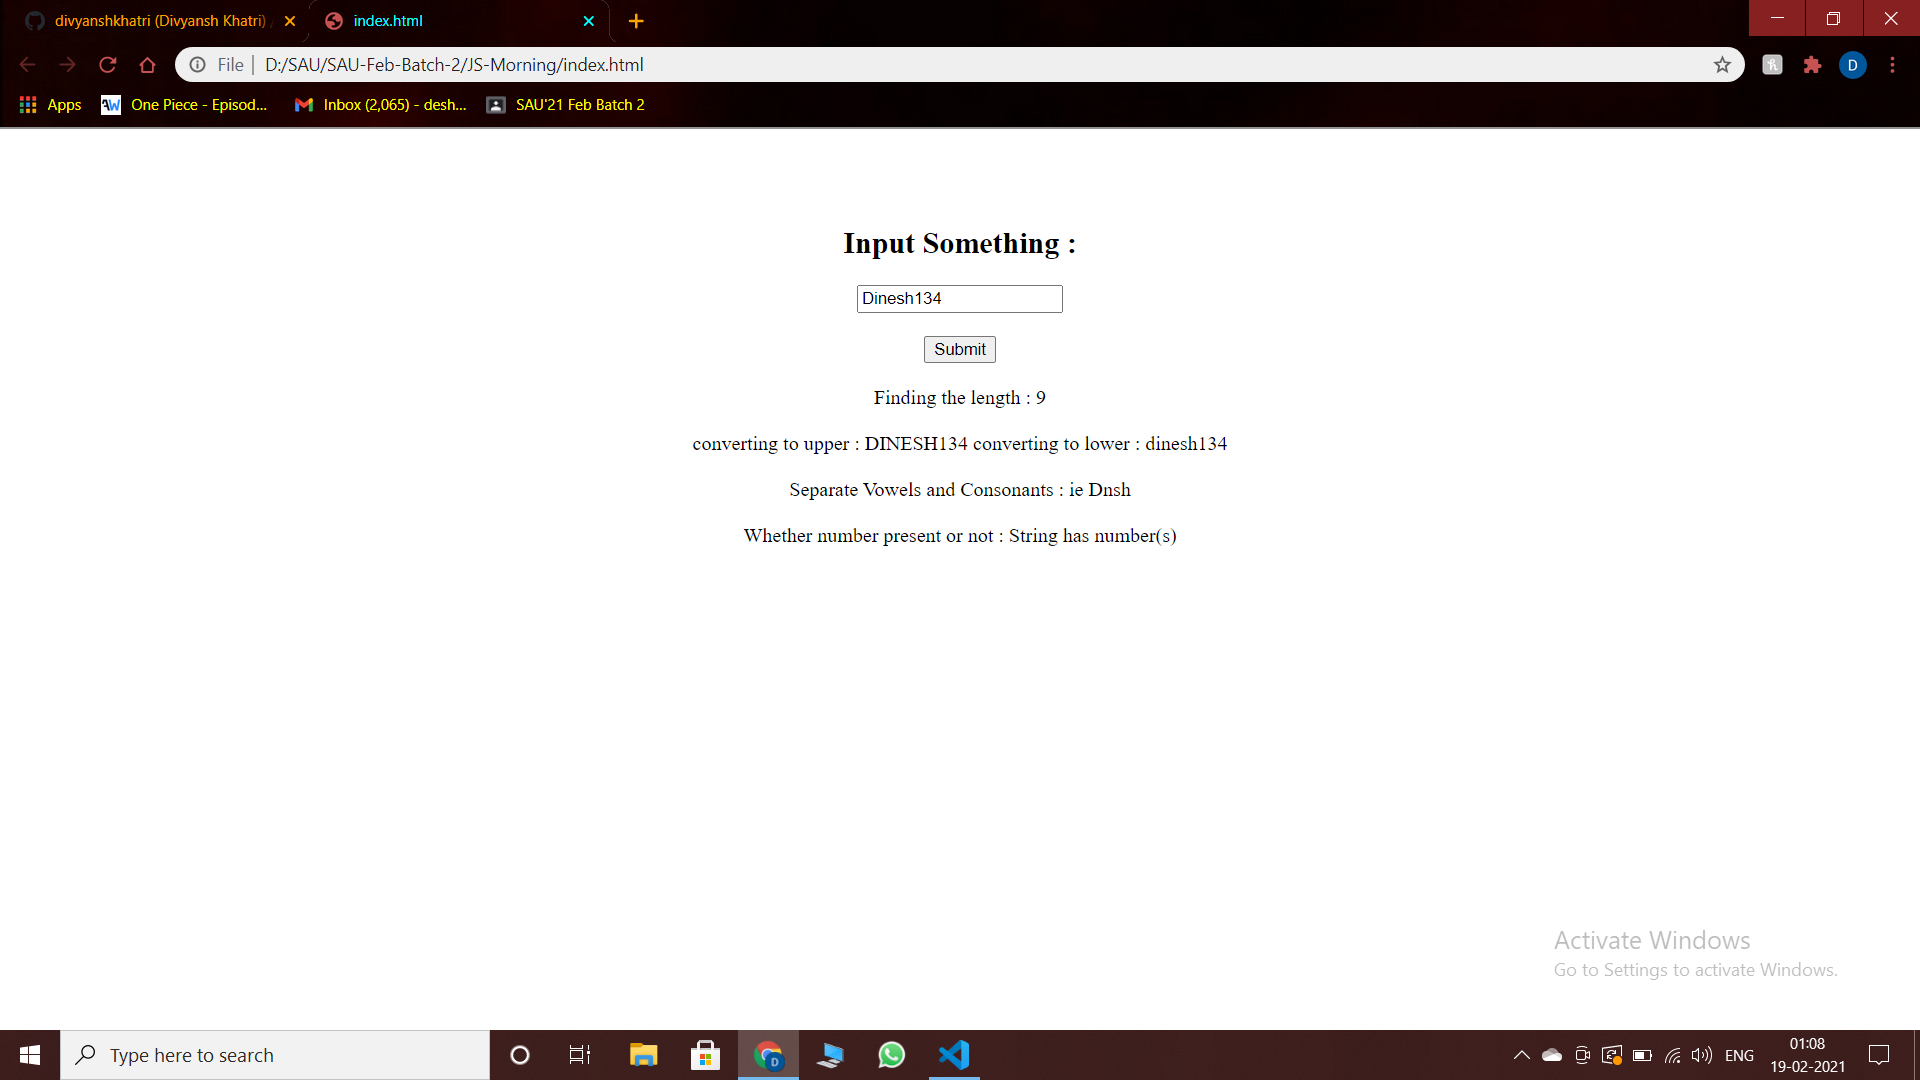 divyanshkhatri (Divyansh Khatri)
index.html
File
D:/SAU/SAU-Feb-Batch-2/JS-Morning/index.html
D
Apps
One Piece - Episod...
Inbox (2,065) - desh...
SAU'21 Feb Batch 2
Input Something :
Dinesh134
Submit
Finding the length : 9
converting to upper : DINESH134 converting to lower : dinesh134
Separate Vowels and Consonants : ie Dnsh
Whether number present or not : String has number(s)
Activate Windows
Go to Settings to activate Windows.
Type here to search
D
ENG
01:08
19-02-2021